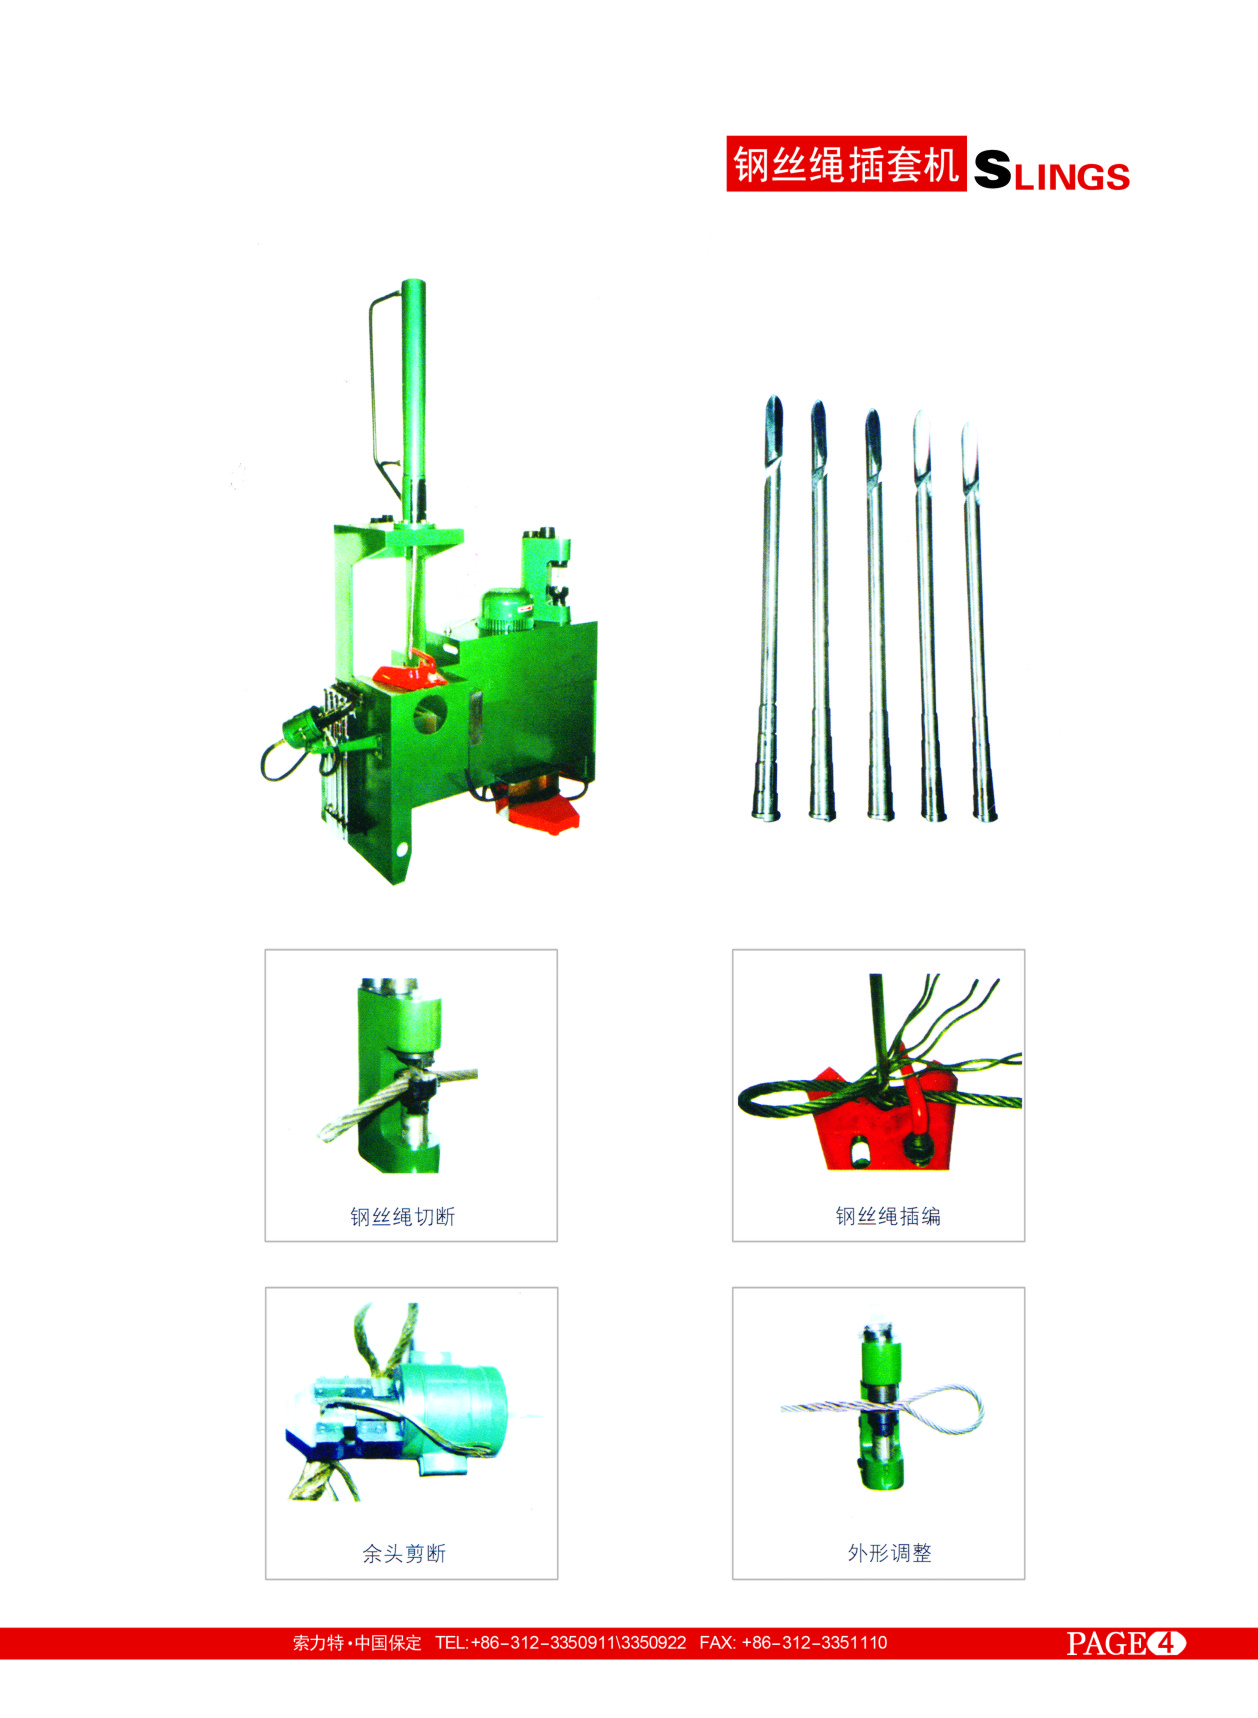 钢丝绳插套机 SLINGS
钢丝绳切断
钢丝绳插编
余头剪断
外形调整
索力特·中国保定 TEL:+86-312-3350911\3350922 FAX: +86-312-3351110 PAGE 4